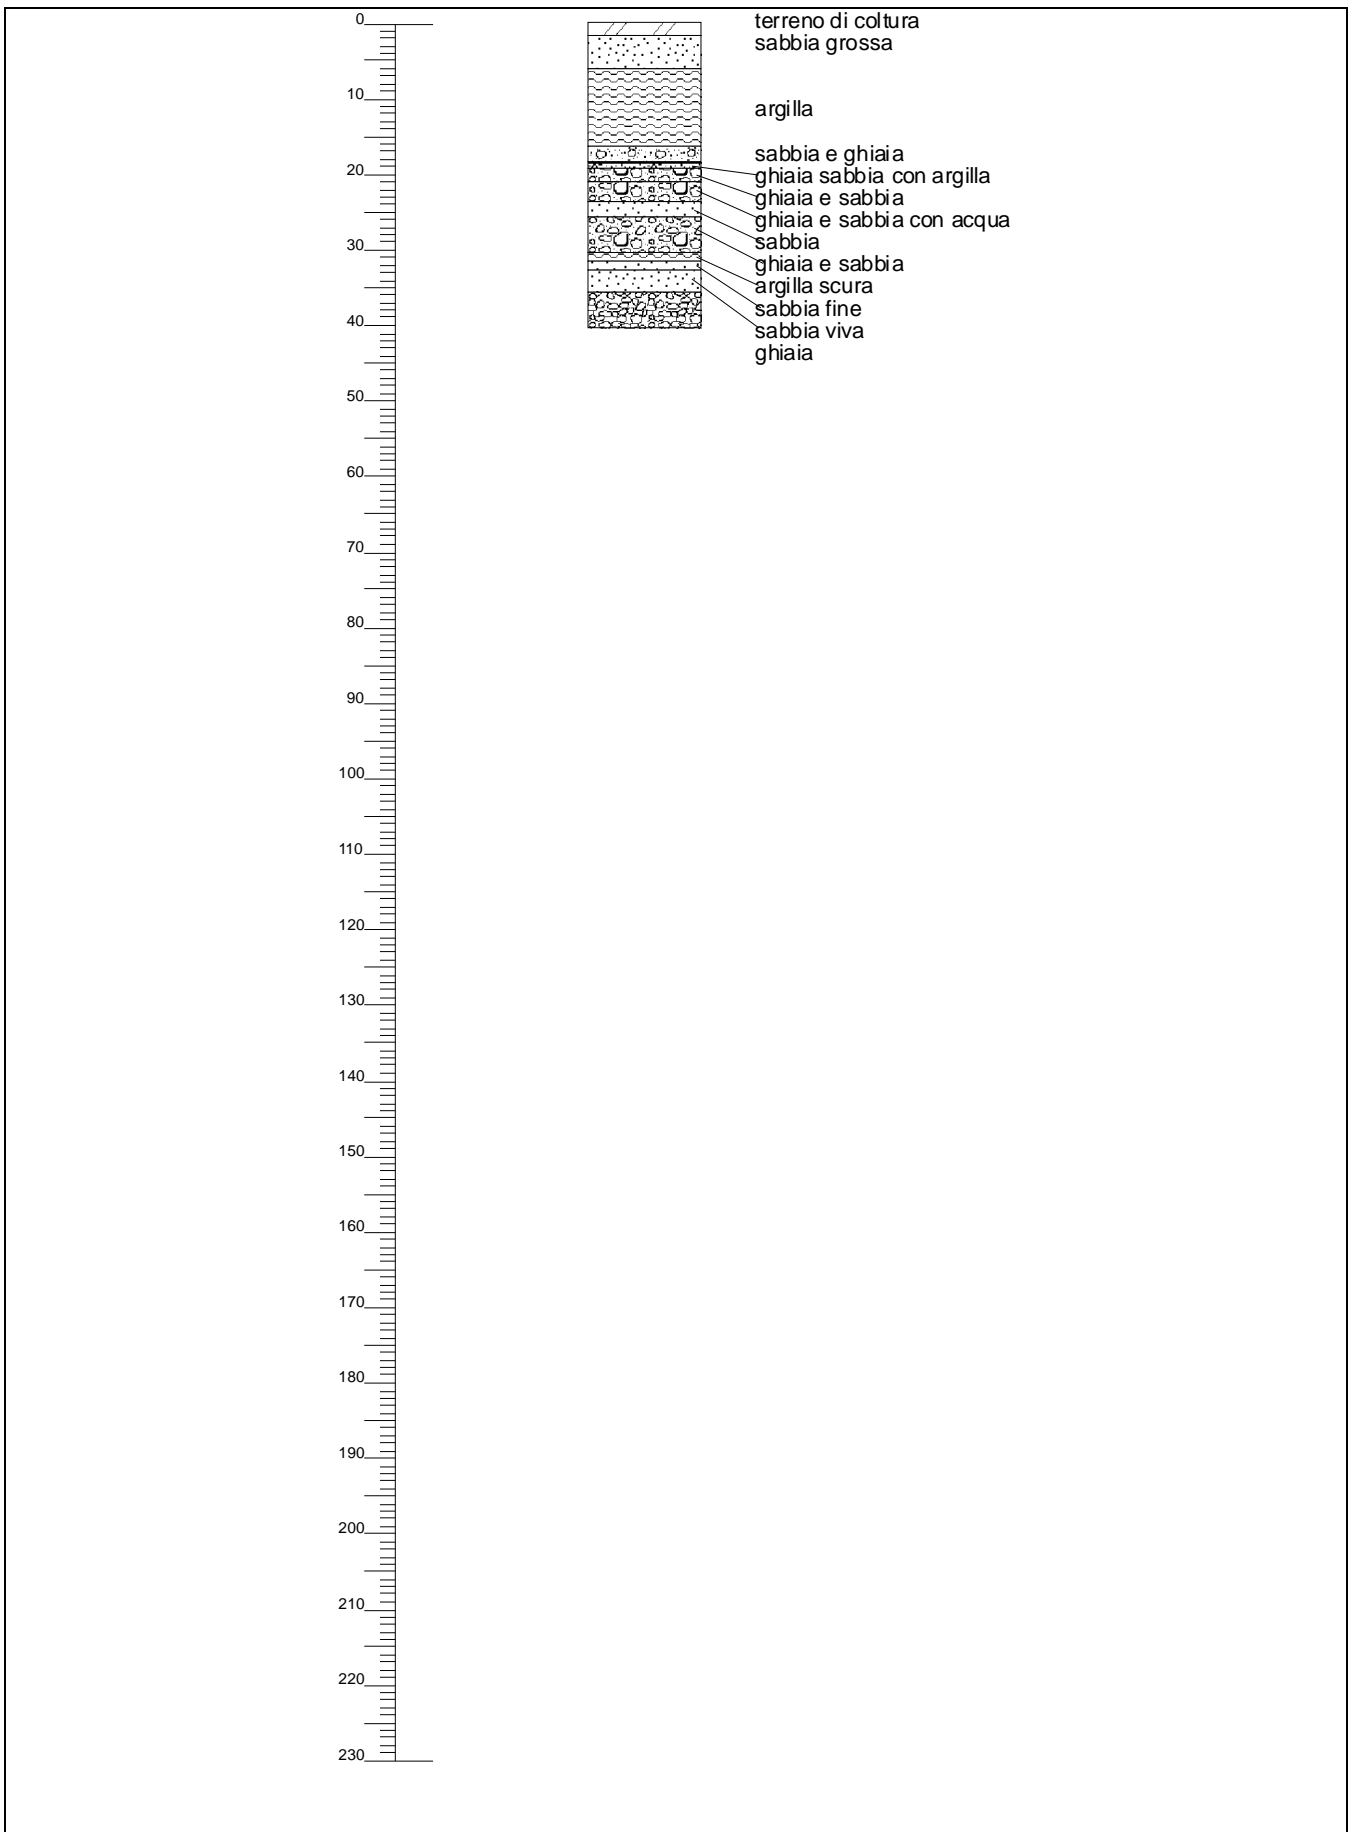 0
10
20
30
40
50
60
70
80
90
100
110
120
130
140
150
160
170
180
190
200
210
220
230
terreno di coltura
sabbia grossa
argilla
sabbia e ghiaia
ghiaia sabbia con argilla
ghiaia e sabbia
ghiaia e sabbia con acqua
sabbia
ghiaia e sabbia
argilla scura
sabbia fine
sabbia viva
ghiaia